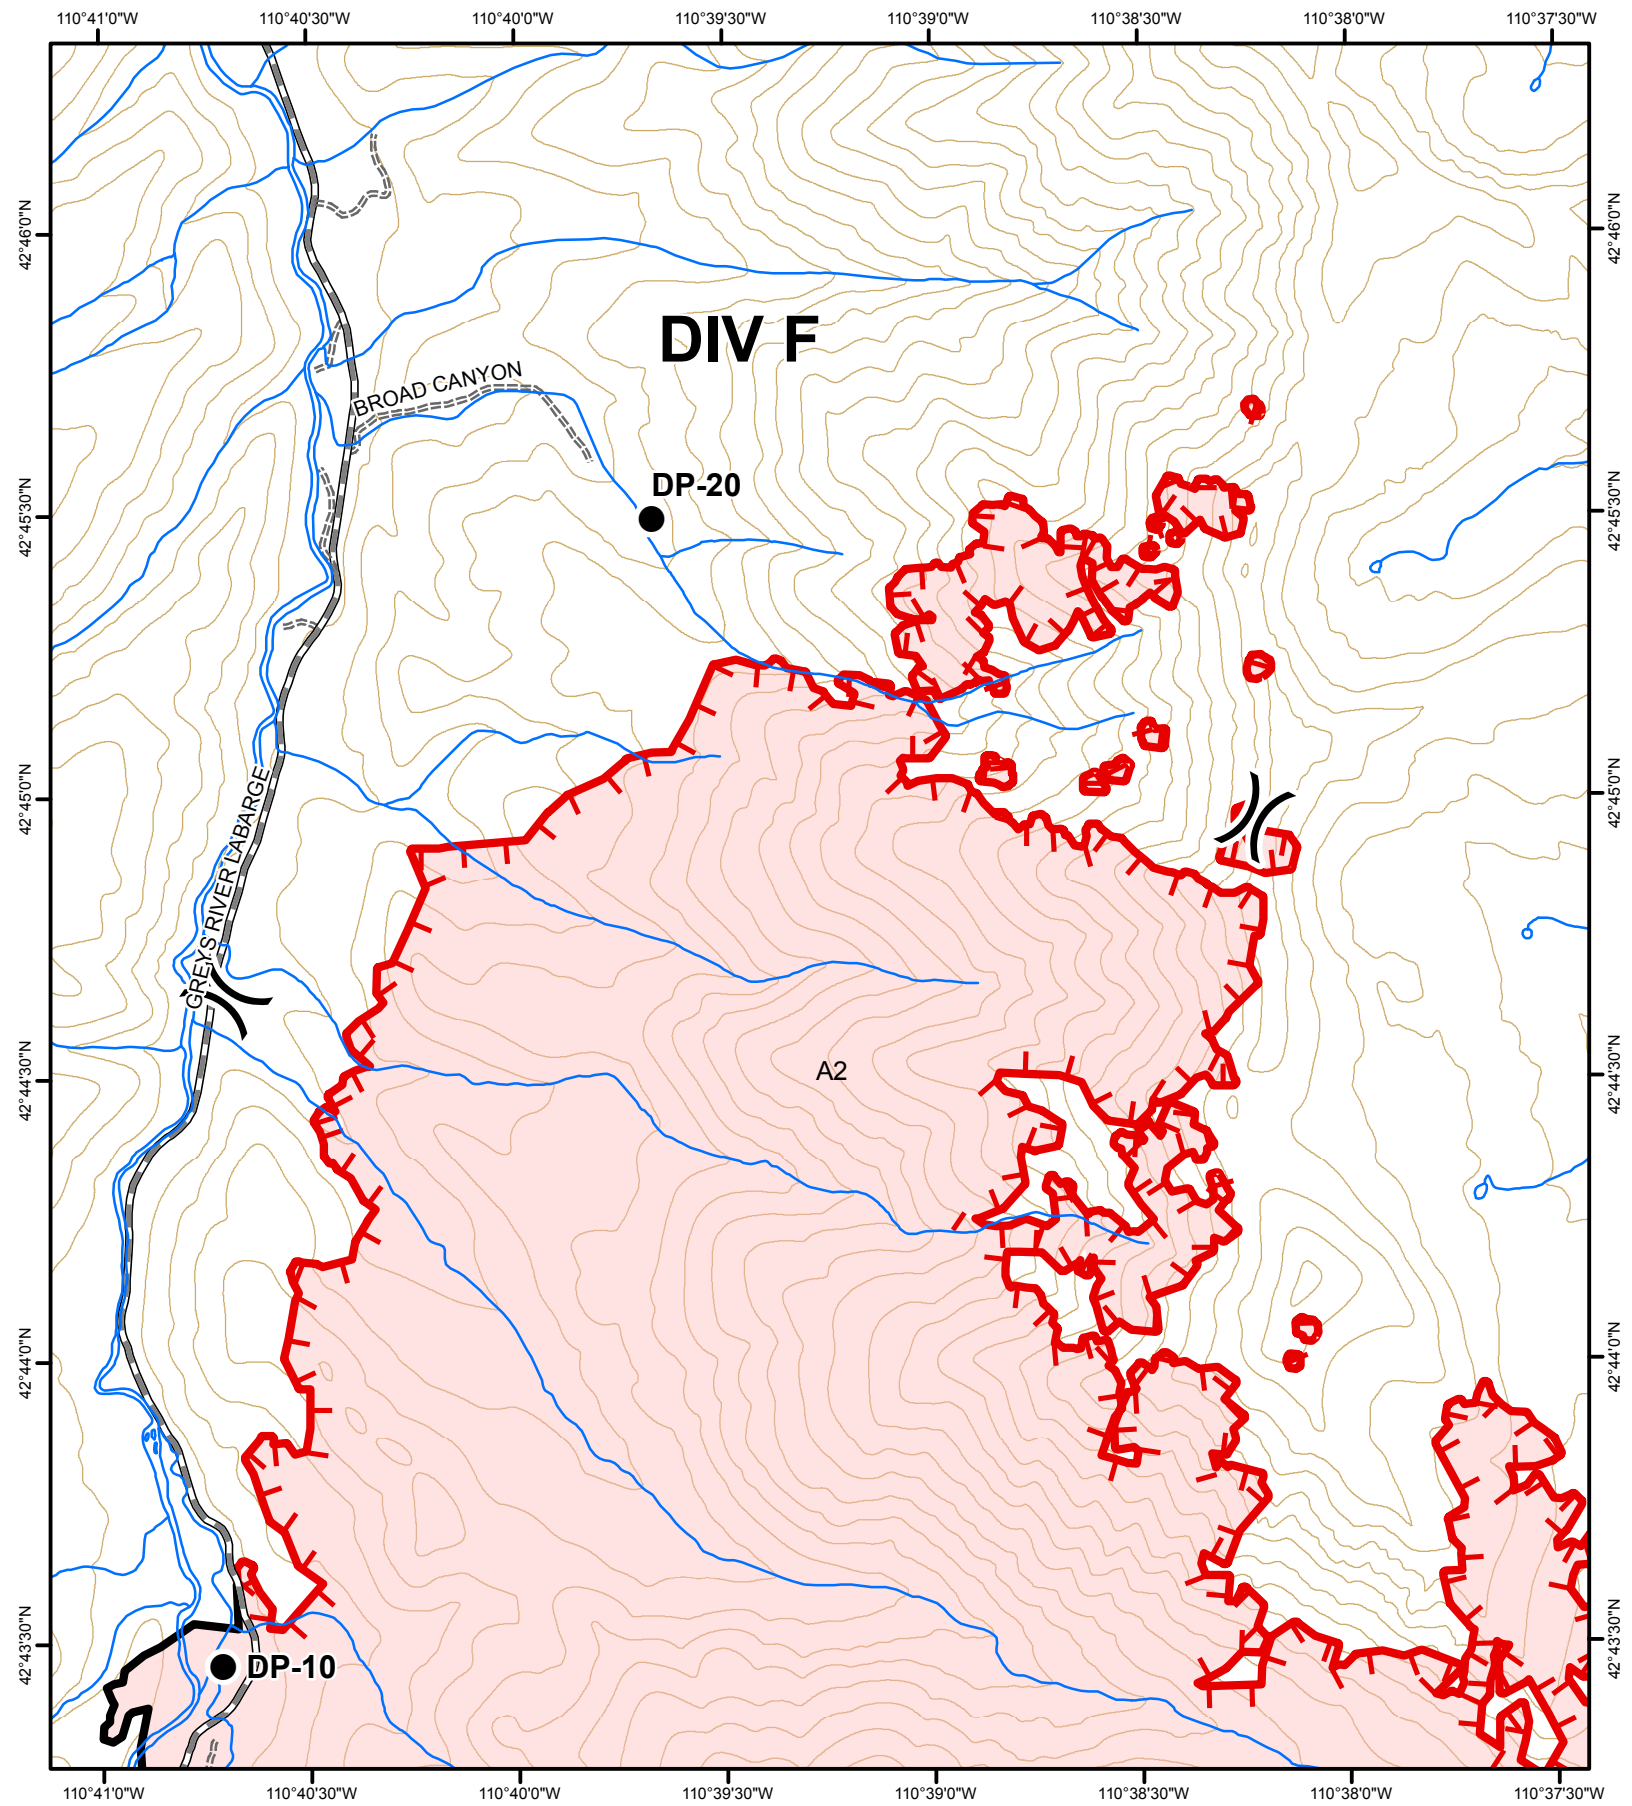 110°41'0"W 110°40'30"W 110°40'0"W 110°39'30"W 110°39'0"W 110°38'30"W 110°38'0"W 110°37'30"W
42°46'0"N 42°46'0"N
DIV F
BROAD CANYON
DP-20
42°45'30"N 42°45'30"N
42°45'0"N 42°45'0"N
GREYS RIVER LABARGE
A2
42°44'30"N 42°44'30"N
42°44'0"N 42°44'0"N
42°43'30"N 42°43'30"N
DP-10
110°41'0"W 110°40'30"W 110°40'0"W 110°39'30"W 110°39'0"W 110°38'30"W 110°38'0"W 110°37'30"W